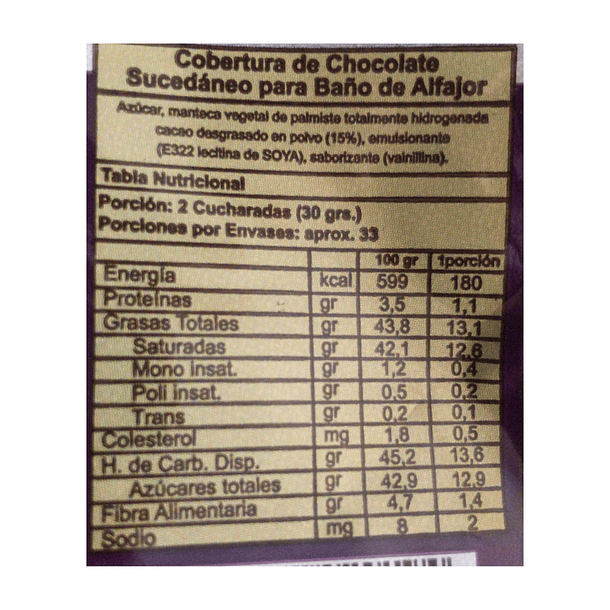 Cobertura de Chocolate
Sucedáneo para Baño de Alfajor
Azúcar, manteca vegetal de palmiste totalmente hidrogenada
cacao desgrasado en polvo (15%), emulsionante
(E322 lecitina de SOYA), saborizante (vainillina).
Tabla Nutricional
Porción: 2 Cucharadas (30 grs.)
Porciones por Envases: aprox. 33
100 gr 1porción
Energía kcal 599 180
Proteínas gr 3,5 1,1
Grasas Totales gr 43,8 13,1
Saturadas gr 42,1 12,6
Mono insat. gr 1,2 0,4
Poli insat. gr 0,5 0,2
Trans gr 0,2 0,1
Colesterol mg 1,8 0,5
H. de Carb. Disp. gr 45,2 13,6
Azúcares totales gr 42,9 12,9
Fibra Alimentaria gr 4,7 1,4
Sodio mg 8 2